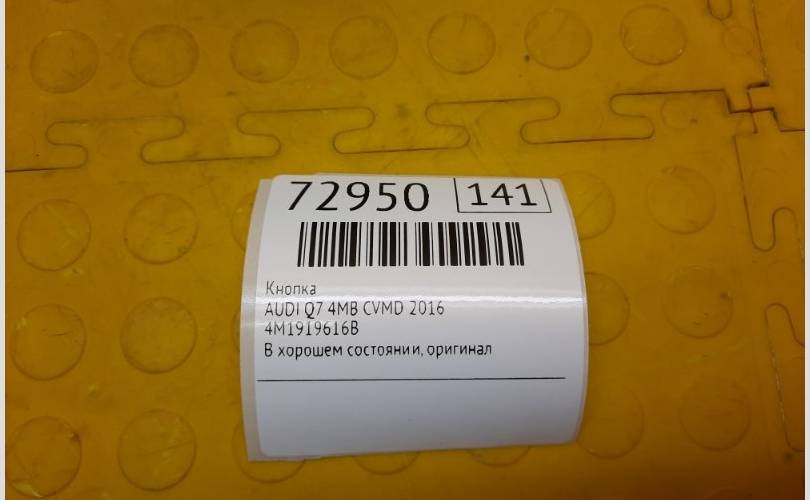 72950 141
Кнопка
AUDI Q7 4MB CVMD 2016
4M1919616B
В хорошем состоянии, оригинал